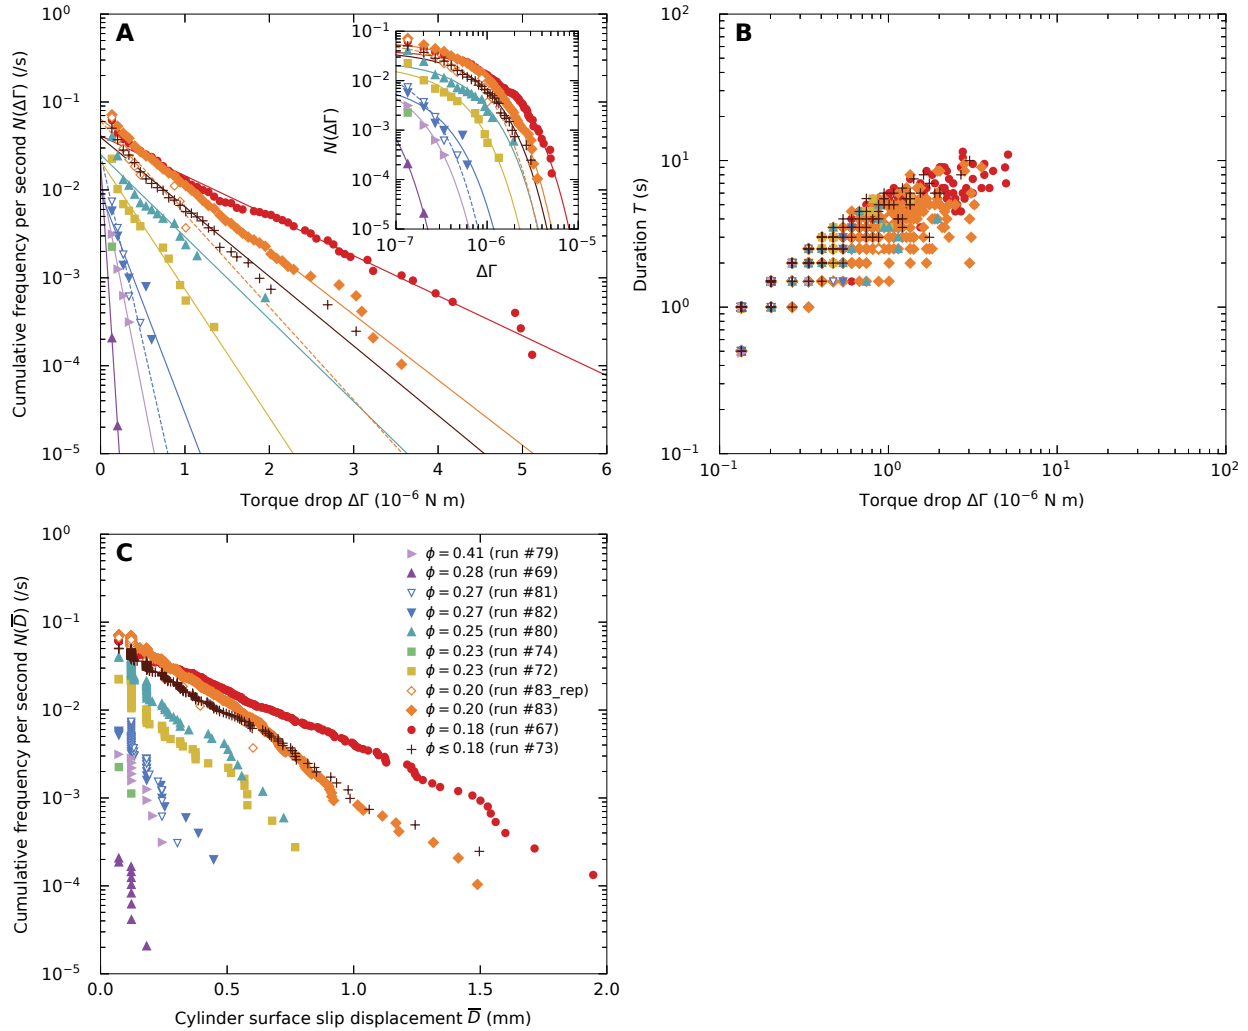 A
Cumulative frequency per second N(ΔΓ) (/s)
10⁰
10⁻¹
10⁻²
10⁻³
10⁻⁴
10⁻⁵
0 1 2 3 4 5 6
Torque drop ΔΓ (10⁻⁶ N m)
N(ΔΓ)
10⁻¹
10⁻²
10⁻³
10⁻⁴
10⁻⁵
10⁻⁷ 10⁻⁶ 10⁻⁵
ΔΓ
B
Duration T (s)
10²
10¹
10⁰
10⁻¹
10⁻¹ 10⁰ 10¹ 10²
Torque drop ΔΓ (10⁻⁶ N m)
C
Cumulative frequency per second N(D̅) (/s)
10⁰
10⁻¹
10⁻²
10⁻³
10⁻⁴
10⁻⁵
0.0 0.5 1.0 1.5 2.0
Cylinder surface slip displacement D̅ (mm)
ϕ = 0.41 (run #79)
ϕ = 0.28 (run #69)
ϕ = 0.27 (run #81)
ϕ = 0.27 (run #82)
ϕ = 0.25 (run #80)
ϕ = 0.23 (run #74)
ϕ = 0.23 (run #72)
ϕ = 0.20 (run #83_rep)
ϕ = 0.20 (run #83)
ϕ = 0.18 (run #67)
ϕ ≲ 0.18 (run #73)